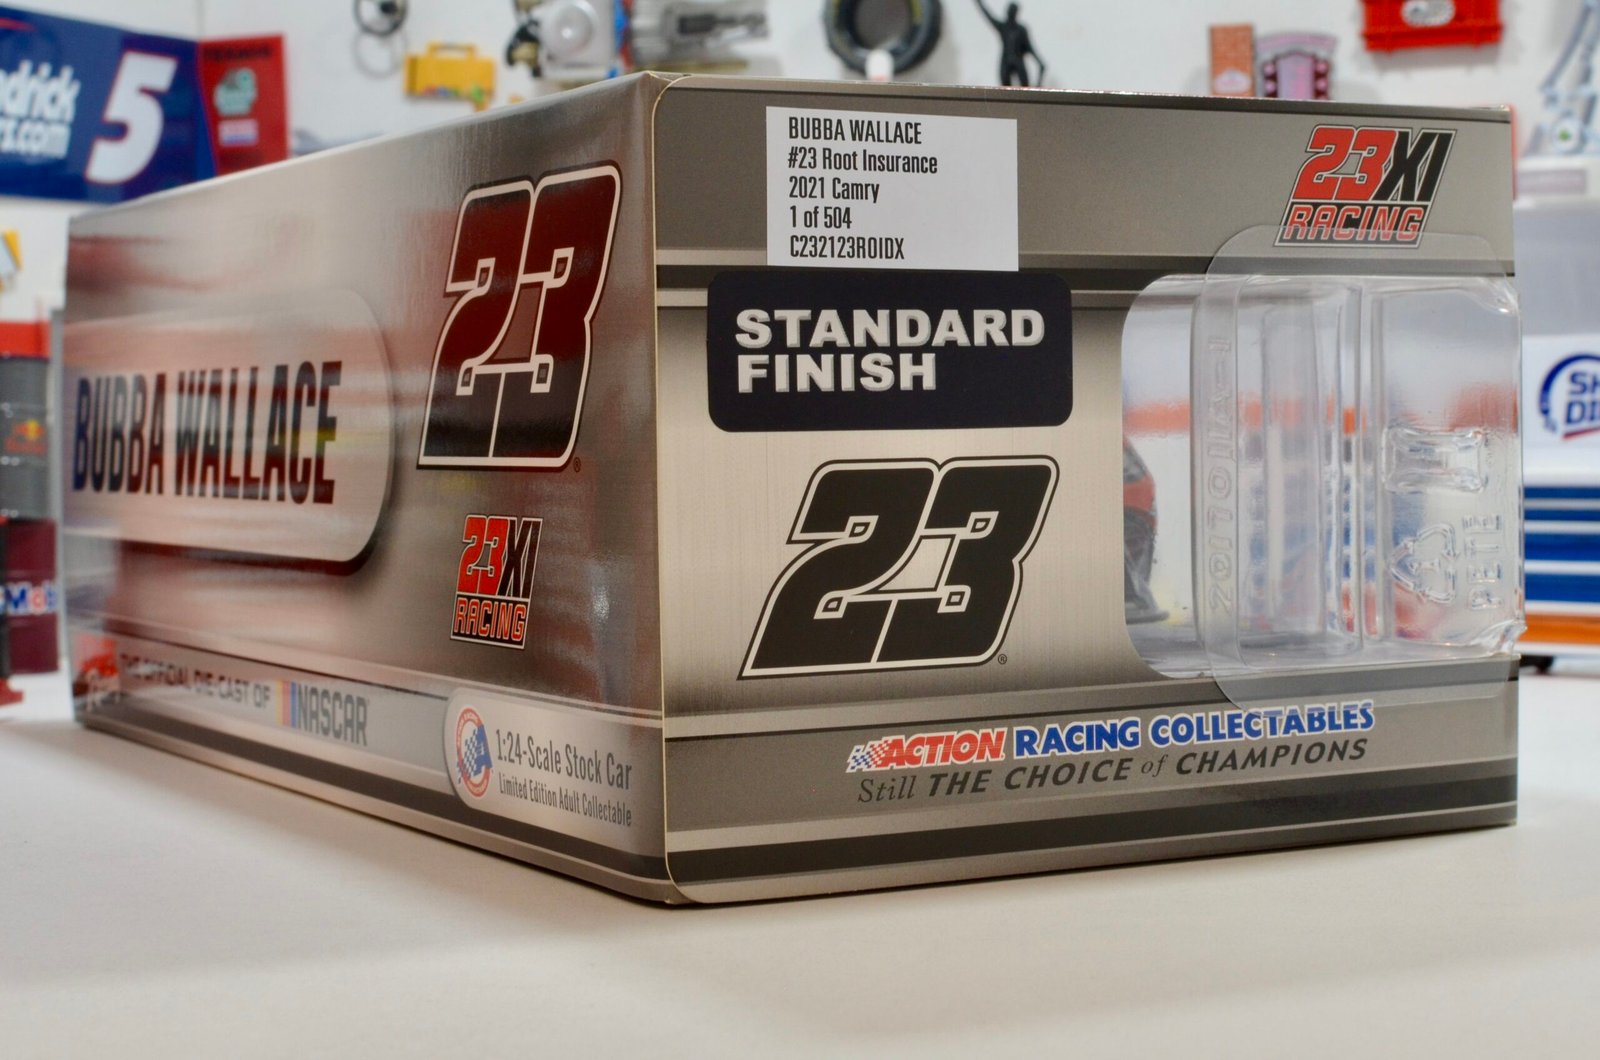 5
BUBBA WALLACE
#23 Root Insurance
2021 Camry
1 of 504
C232123ROIDX
23XI
RACING
STANDARD
FINISH
23
®
ACTION RACING COLLECTABLES
Still THE CHOICE of CHAMPIONS
PETE
BUBBA WALLACE
23
®
23XI
RACING
THE OFFICIAL DIE-CAST OF NASCAR
1:24-Scale Stock Car
Limited Edition Adult Collectable